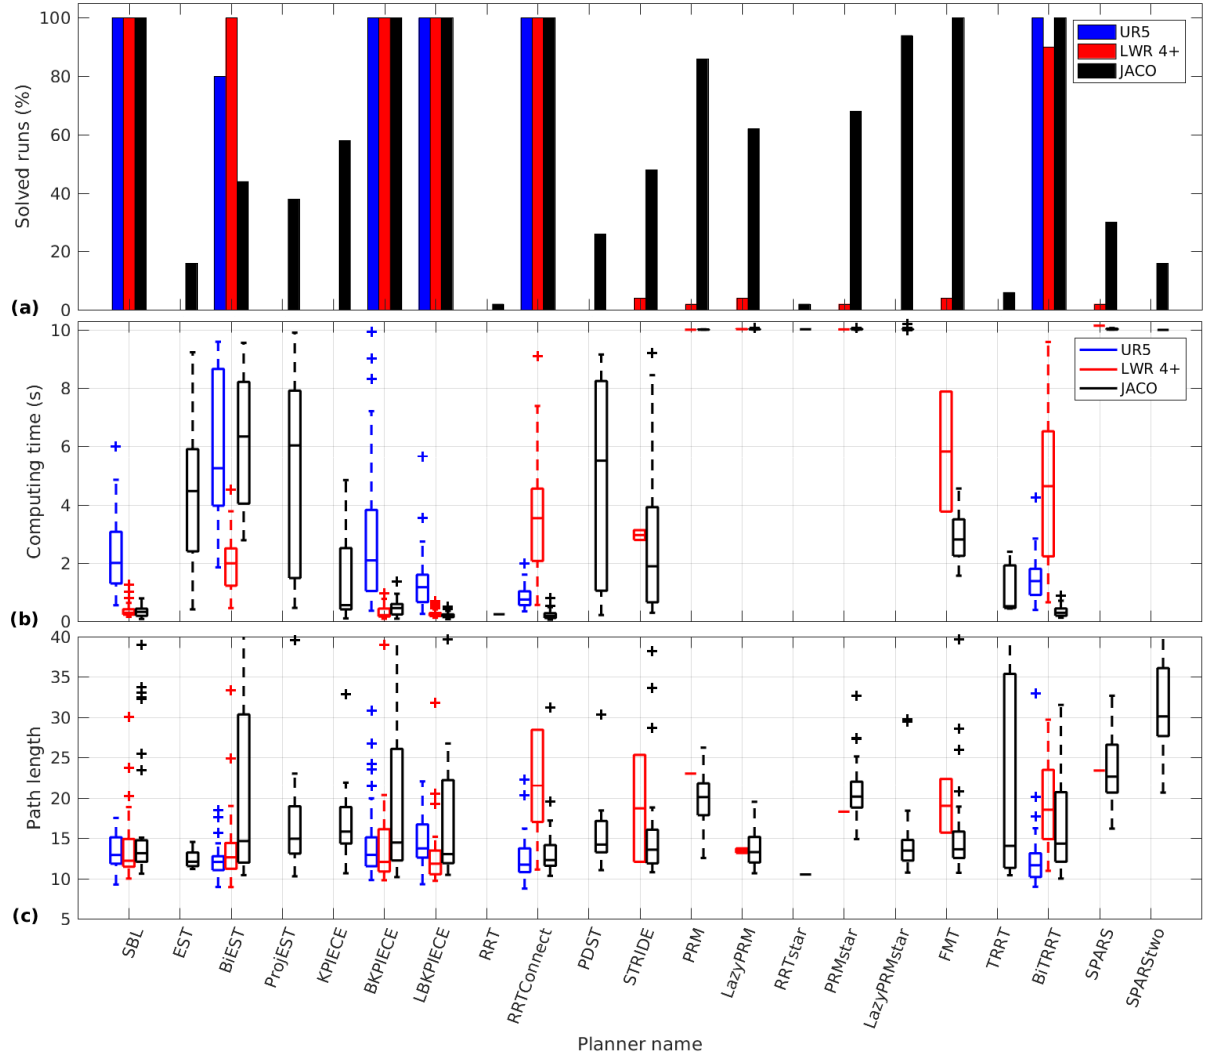 100
80
60
40
20
0
Solved runs (%)
UR5
LWR 4+
JACO
(a)
10
8
6
4
2
0
Computing time (s)
UR5
LWR 4+
JACO
(b)
40
35
30
25
20
15
10
5
Path length
(c)
SBL
EST
BiEST
ProjEST
KPIECE
BKPIECE
LBKPIECE
RRT
RRTConnect
PDST
STRIDE
PRM
LazyPRM
RRTstar
PRMstar
LazyPRMstar
FMT
TRRT
BiTRRT
SPARS
SPARStwo
Planner name